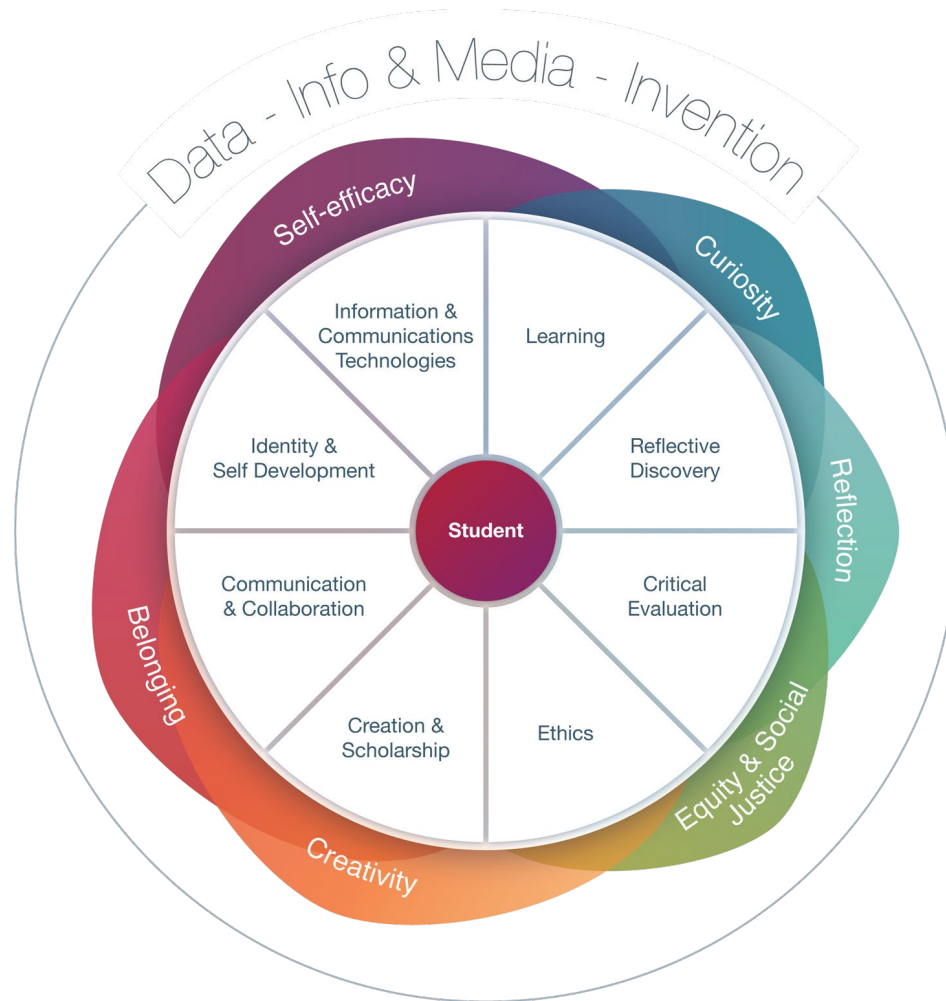 Data - Info & Media - Invention
Self-efficacy
Curiosity
Reflection
Equity & Social
Justice
Creativity
Belonging
Information &
Communications
Technologies
Learning
Reflective
Discovery
Critical
Evaluation
Ethics
Creation &
Scholarship
Communication
& Collaboration
Identity &
Self Development
Student